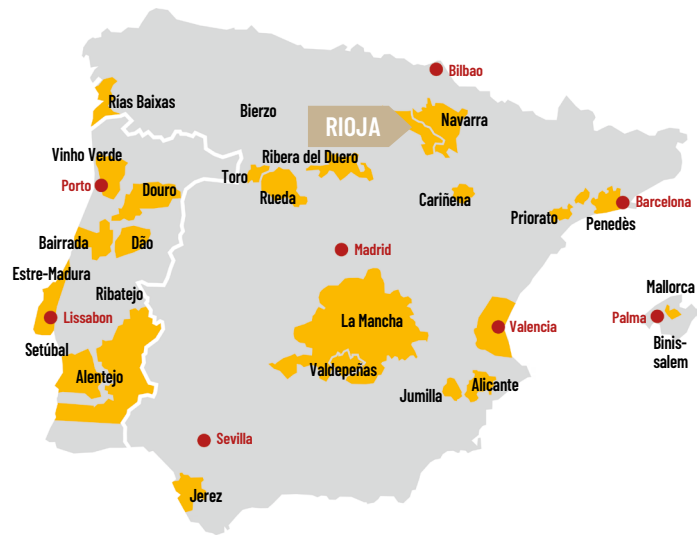 Bilbao
Rías Baixas
Bierzo
RIOJA
Navarra
Vinho Verde
Ribera del Duero
Toro
Porto
Douro
Rueda
Cariñena
Barcelona
Priorato
Penedès
Bairrada
Dão
Madrid
Estre-Madura
Ribatejo
Mallorca
Lissabon
La Mancha
Valencia
Palma
Setúbal
Binis-
salem
Valdepeñas
Alentejo
Jumilla
Alicante
Sevilla
Jerez